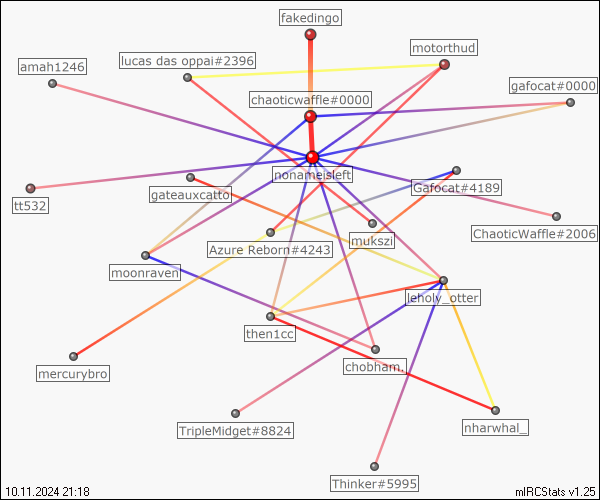 fakedingo
motorthud
lucas das oppai#2396
amah1246
gafocat#0000
chaoticwaffle#0000
nonameisleft
Gafocat#4189
gateauxcatto
tt532
ChaoticWaffle#2006
mukszi
Azure Reborn#4243
moonraven
leholy_otter
then1cc
chobham.
mercurybro
nharwhal_
TripleMidget#8824
Thinker#5995
10.11.2024 21:18
mIRCStats v1.25